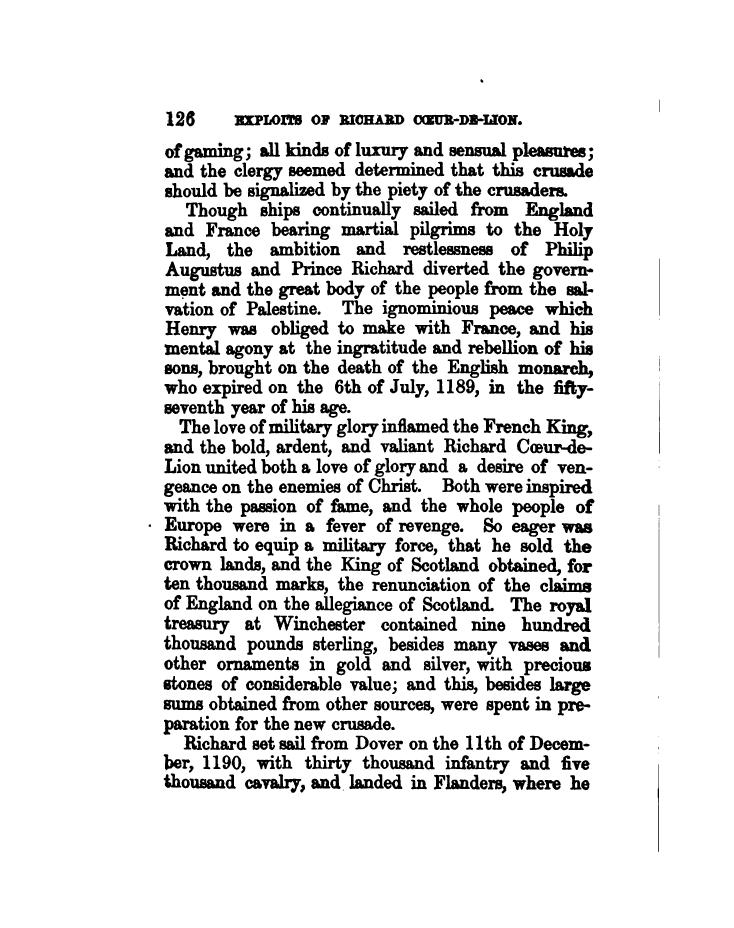 126 EXPLOITS OF RICHARD CŒUR-DE-LION.
of gaming; all kinds of luxury and sensual pleasures;
and the clergy seemed determined that this crusade
should be signalized by the piety of the crusaders.
Though ships continually sailed from England
and France bearing martial pilgrims to the Holy
Land, the ambition and restlessness of Philip
Augustus and Prince Richard diverted the govern-
ment and the great body of the people from the sal-
vation of Palestine. The ignominious peace which
Henry was obliged to make with France, and his
mental agony at the ingratitude and rebellion of his
sons, brought on the death of the English monarch,
who expired on the 6th of July, 1189, in the fifty-
seventh year of his age.
The love of military glory inflamed the French King,
and the bold, ardent, and valiant Richard Cœur-de-
Lion united both a love of glory and a desire of ven-
geance on the enemies of Christ. Both were inspired
with the passion of fame, and the whole people of
Europe were in a fever of revenge. So eager was
Richard to equip a military force, that he sold the
crown lands, and the King of Scotland obtained, for
ten thousand marks, the renunciation of the claims
of England on the allegiance of Scotland. The royal
treasury at Winchester contained nine hundred
thousand pounds sterling, besides many vases and
other ornaments in gold and silver, with precious
stones of considerable value; and this, besides large
sums obtained from other sources, were spent in pre-
paration for the new crusade.
Richard set sail from Dover on the 11th of Decem-
ber, 1190, with thirty thousand infantry and five
thousand cavalry, and landed in Flanders, where he